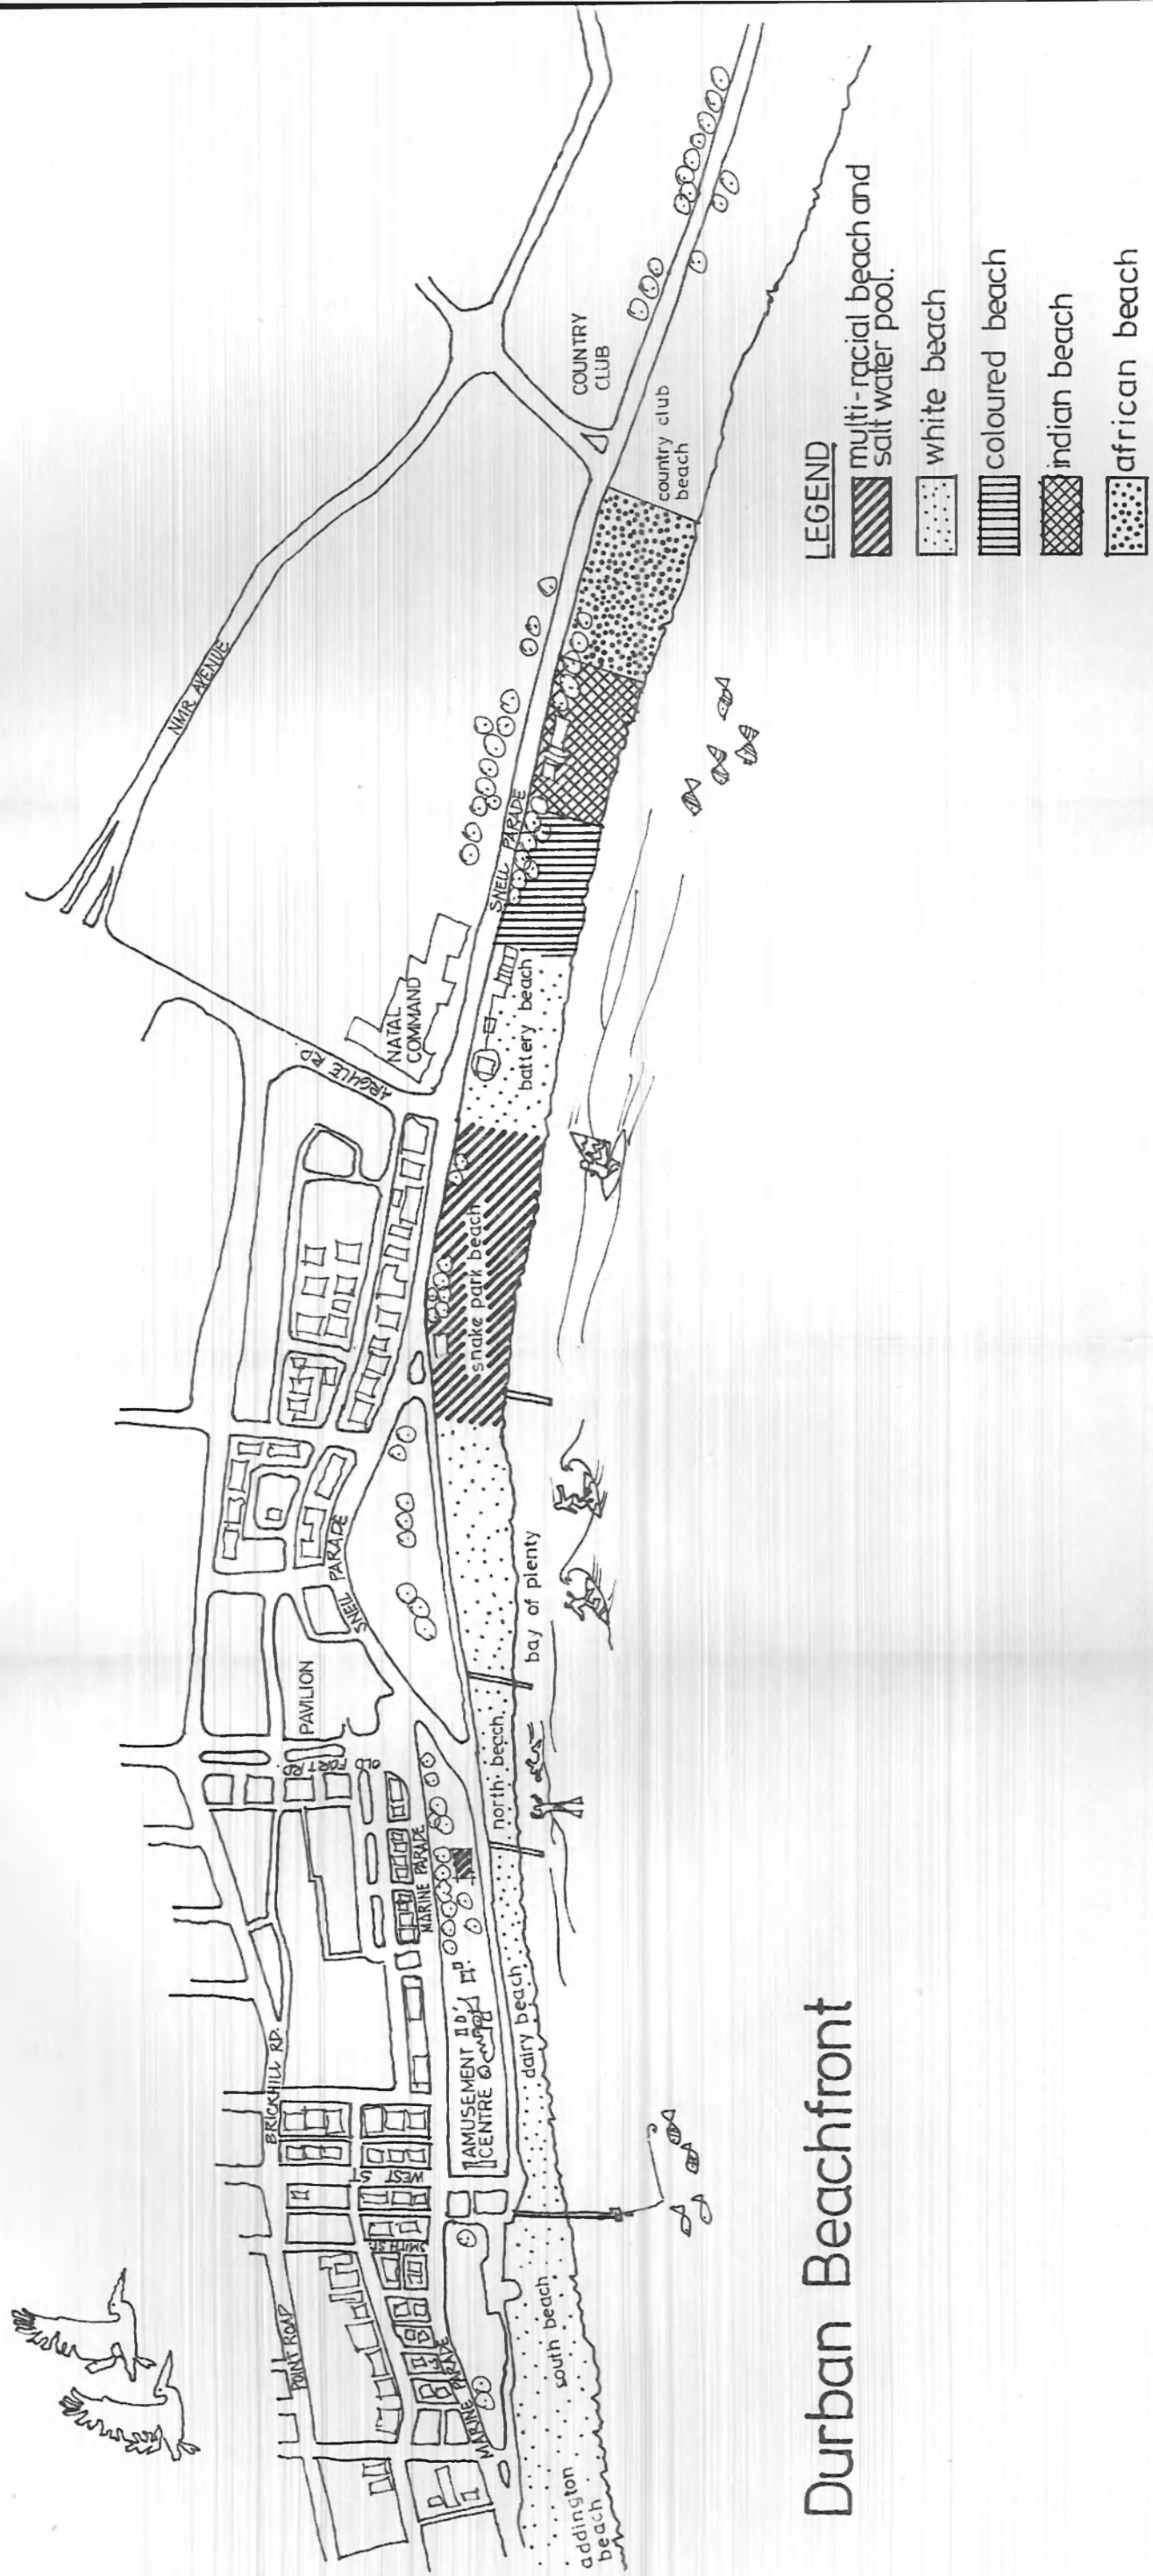 POINT ROAD
BRICKHILL RD.
SMITH ST
WEST ST
MARINE PARADE
MARINE PARADE
AMUSEMENT
CENTRE
OLD FORT RD.
PAVILION
SNELL PARADE
ARGYLE RD.
NATAL
COMMAND
NMR AVENUE
SNELL PARADE
COUNTRY
CLUB
addington
beach
south beach
dairy beach
north beach
bay of plenty
snake park beach
battery beach
country club
beach
Durban Beachfront
LEGEND
multi-racial beach and
salt water pool.
white beach
coloured beach
indian beach
african beach